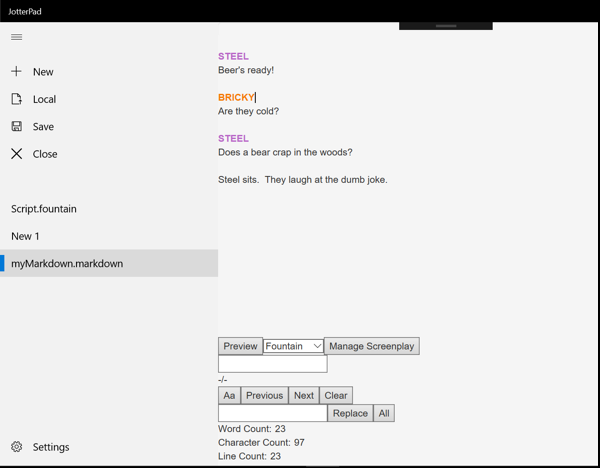 JotterPad
New
Local
Save
Close
Script.fountain
New 1
myMarkdown.markdown
Settings
STEEL
Beer's ready!
BRICKY
Are they cold?
STEEL
Does a bear crap in the woods?
Steel sits.  They laugh at the dumb joke.
Preview Fountain Manage Screenplay
-/-
Aa Previous Next Clear
Replace All
Word Count: 23
Character Count: 97
Line Count: 23